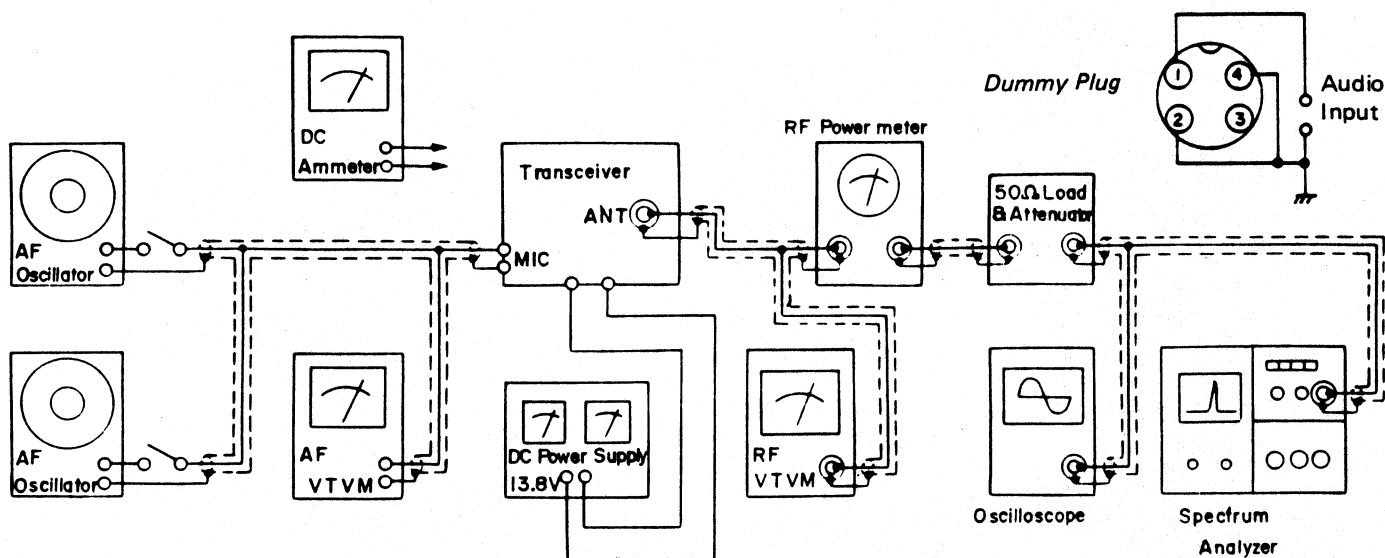 Dummy Plug
1
4
2
3
Audio
Input
DC
Ammeter
RF Power meter
Transceiver
ANT
MIC
50Ω Load
& Attenuator
AF
Oscillator
AF
Oscillator
AF
VTVM
DC Power Supply
13.8V
RF
VTVM
Oscilloscope
Spectrum
Analyzer